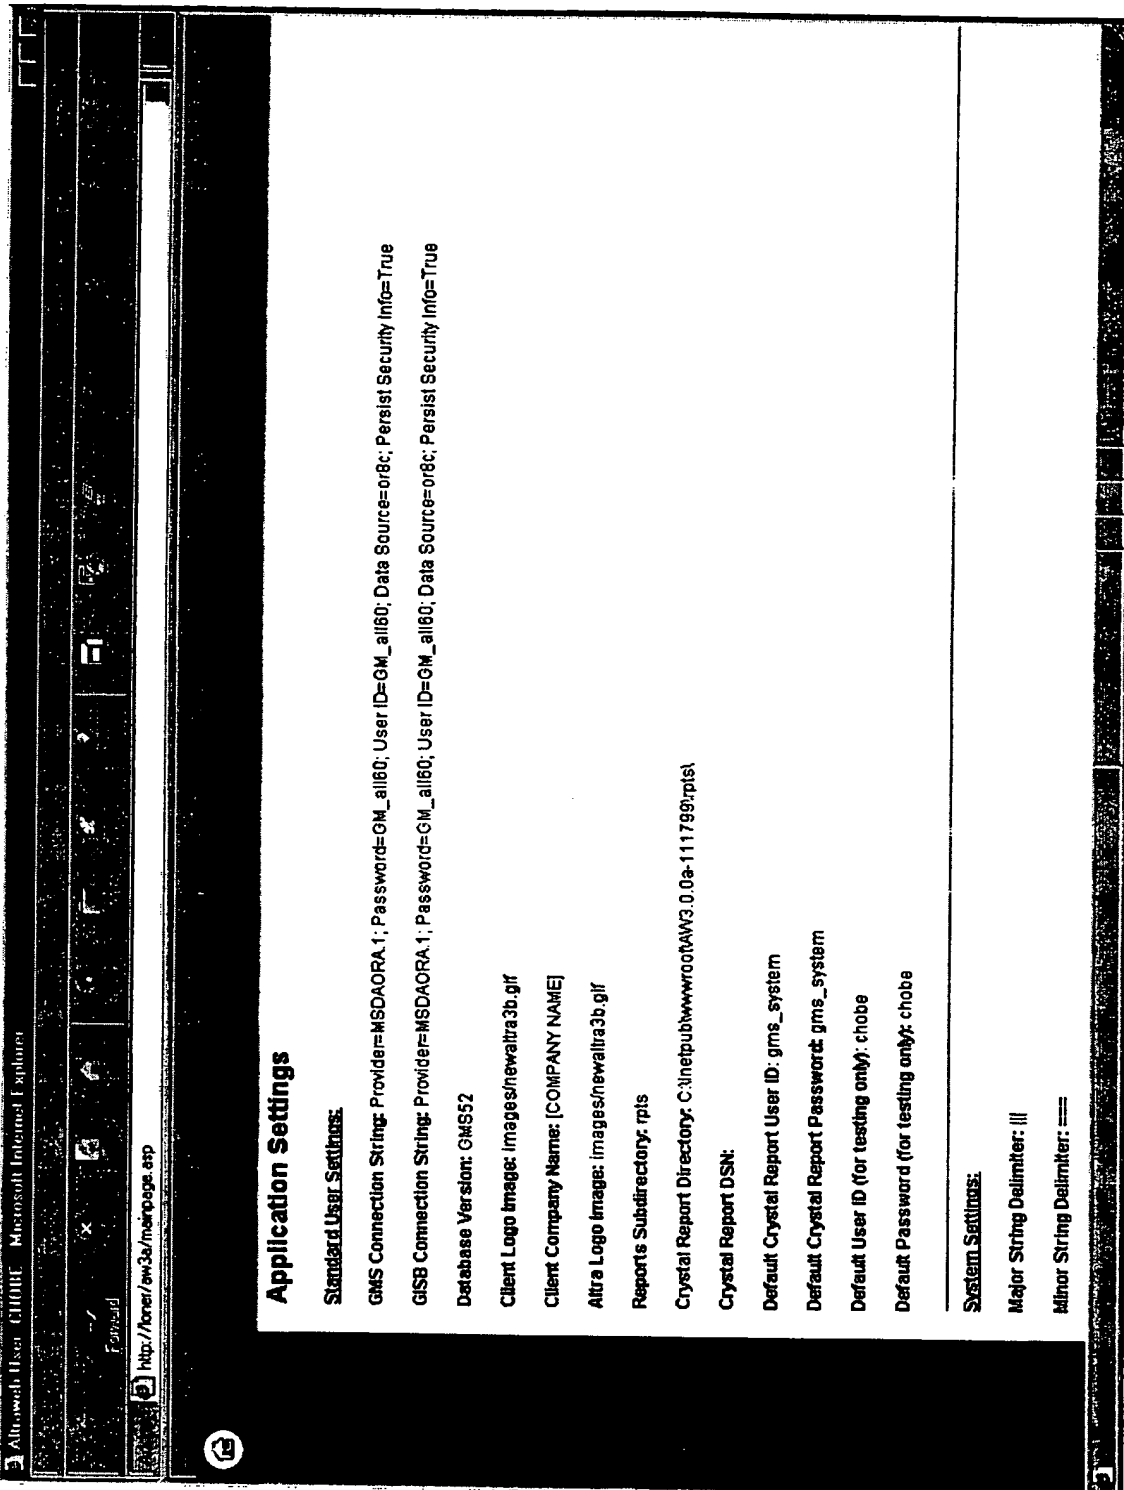 Altraweb User CHOBE Microsoft Internet Explorer
Forward
http://loner/aw3a/mainpage.asp
Application Settings
Standard User Settings:
GMS Connection String: Provider=MSDAORA.1; Password=GM_all60; User ID=GM_all60; Data Source=or8c; Persist Security Info=True
GISB Connection String: Provider=MSDAORA.1; Password=GM_all60; User ID=GM_all60; Data Source=or8c; Persist Security Info=True
Database Version: GMS52
Client Logo Image: images/newaltra3b.gif
Client Company Name: [COMPANY NAME]
Altra Logo Image: images/newaltra3b.gif
Reports Subdirectory: rpts
Crystal Report Directory: C:\Inetpub\wwwroot\AW3.0.0a-111799\rpts\
Crystal Report DSN:
Default Crystal Report User ID: gms_system
Default Crystal Report Password: gms_system
Default User ID (for testing only): chobe
Default Password (for testing only): chobe
System Settings:
Major String Delimiter: |||
Minor String Delimiter: ===